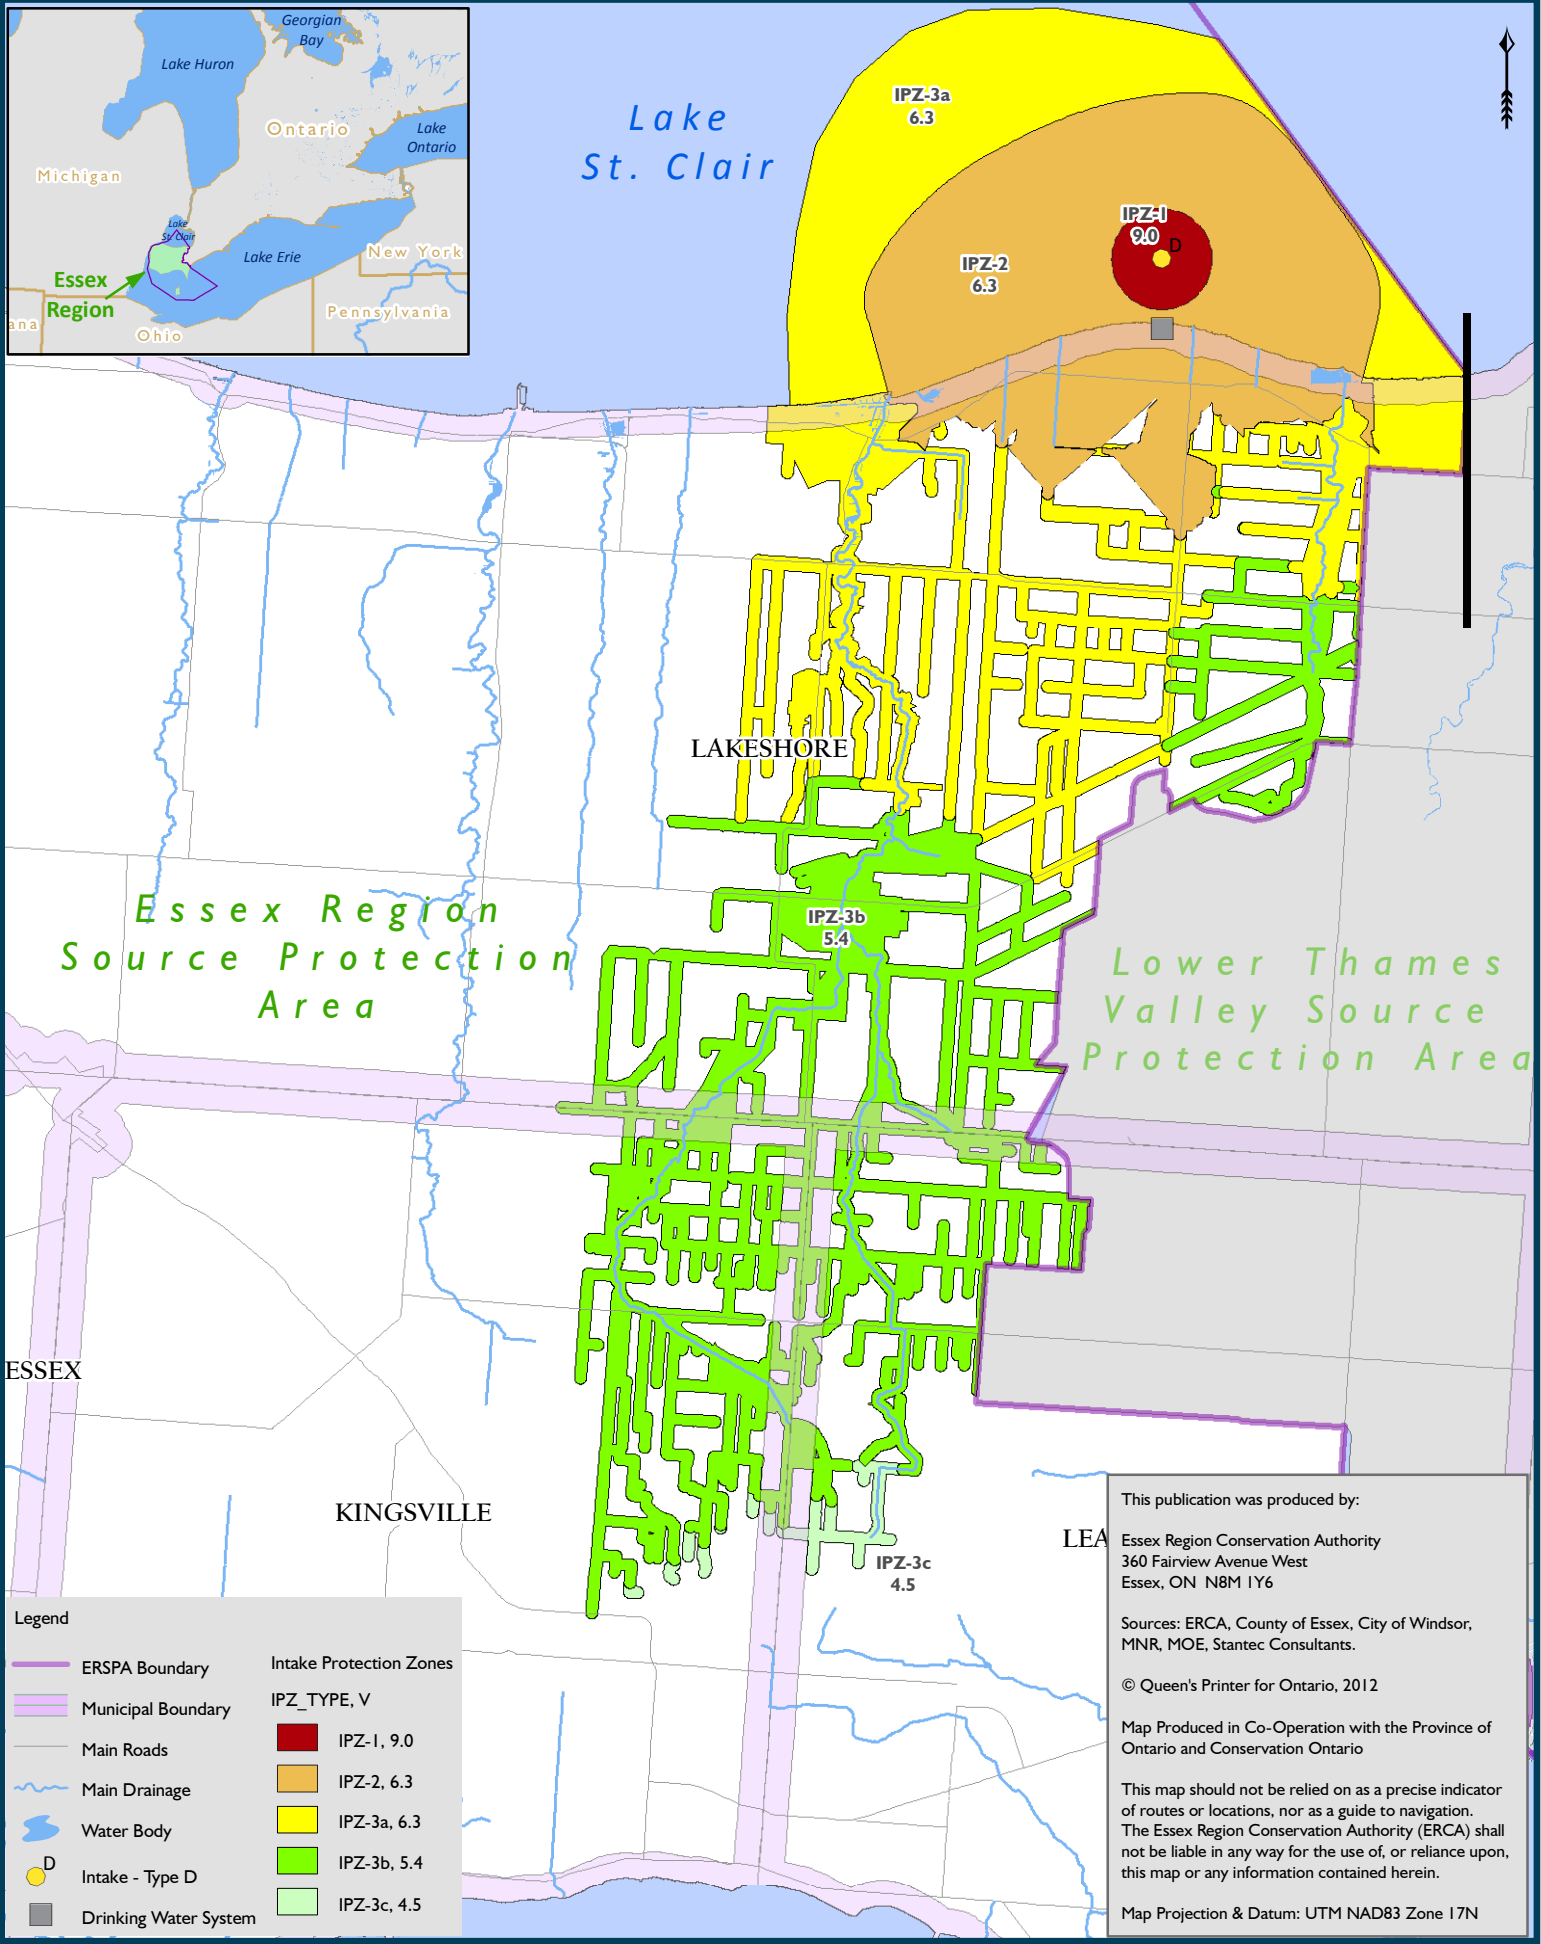 Georgian
Bay
Lake Huron
Ontario
Lake
Ontario
Michigan
Lake
St. Clair
Lake Erie
New York
Essex
Region
Pennsylvania
ana
Ohio
Lake
St. Clair
IPZ-3a
6.3
IPZ-1
9.0
D
IPZ-2
6.3
LAKESHORE
Essex Region
Source Protection
Area
IPZ-3b
5.4
Lower Thames
Valley Source
Protection Area
ESSEX
KINGSVILLE
LEA
IPZ-3c
4.5
Legend
ERSPA Boundary
Municipal Boundary
Main Roads
Main Drainage
Water Body
D
Intake - Type D
Drinking Water System
Intake Protection Zones
IPZ_TYPE, V
IPZ-1, 9.0
IPZ-2, 6.3
IPZ-3a, 6.3
IPZ-3b, 5.4
IPZ-3c, 4.5
This publication was produced by:
Essex Region Conservation Authority
360 Fairview Avenue West
Essex, ON N8M 1Y6
Sources: ERCA, County of Essex, City of Windsor,
MNR, MOE, Stantec Consultants.
© Queen's Printer for Ontario, 2012
Map Produced in Co-Operation with the Province of
Ontario and Conservation Ontario
This map should not be relied on as a precise indicator
of routes or locations, nor as a guide to navigation.
The Essex Region Conservation Authority (ERCA) shall
not be liable in any way for the use of, or reliance upon,
this map or any information contained herein.
Map Projection & Datum: UTM NAD83 Zone 17N